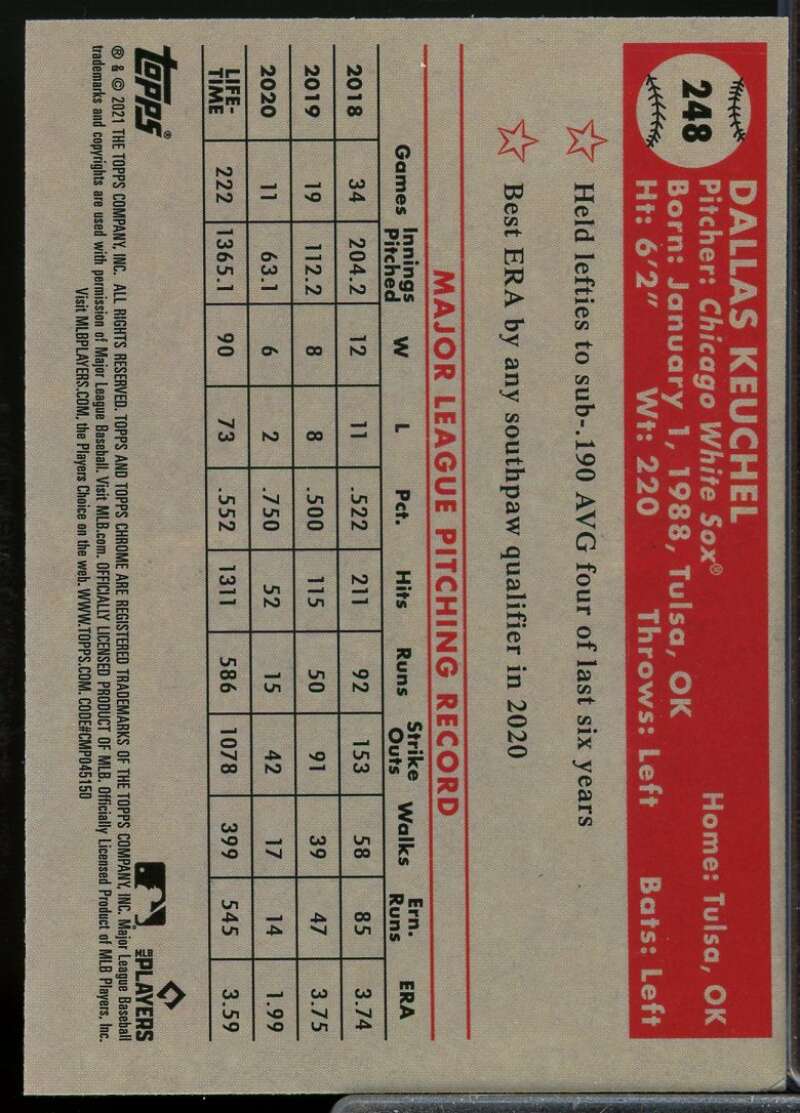 248
DALLAS KEUCHEL
Pitcher: Chicago White Sox® Home: Tulsa, OK
Born: January 1, 1988, Tulsa, OK
Ht: 6'2" Wt: 220 Throws: Left Bats: Left
Held lefties to sub-.190 AVG four of last six years
Best ERA by any southpaw qualifier in 2020
MAJOR LEAGUE PITCHING RECORD
Games Innings Pitched W L Pct. Hits Runs Strike Outs Walks Ern. Runs ERA
2018 34 204.2 12 11 .522 211 92 153 58 85 3.74
2019 19 112.2 8 8 .500 115 50 91 39 47 3.75
2020 11 63.1 6 2 .750 52 15 42 17 14 1.99
LIFE-TIME 222 1365.1 90 73 .552 1311 586 1078 399 545 3.59
topps®
MLB PLAYERS
® & © 2021 THE TOPPS COMPANY, INC. ALL RIGHTS RESERVED. TOPPS AND TOPPS CHROME ARE REGISTERED TRADEMARKS OF THE TOPPS COMPANY, INC. Major League Baseball
trademarks and copyrights are used with permission of Major League Baseball. Visit MLB.com. OFFICIALLY LICENSED PRODUCT OF MLB. Officially Licensed Product of MLB Players, Inc.
Visit MLBPLAYERS.COM, the Players Choice on the web. WWW.TOPPS.COM. CODE#CMP045150